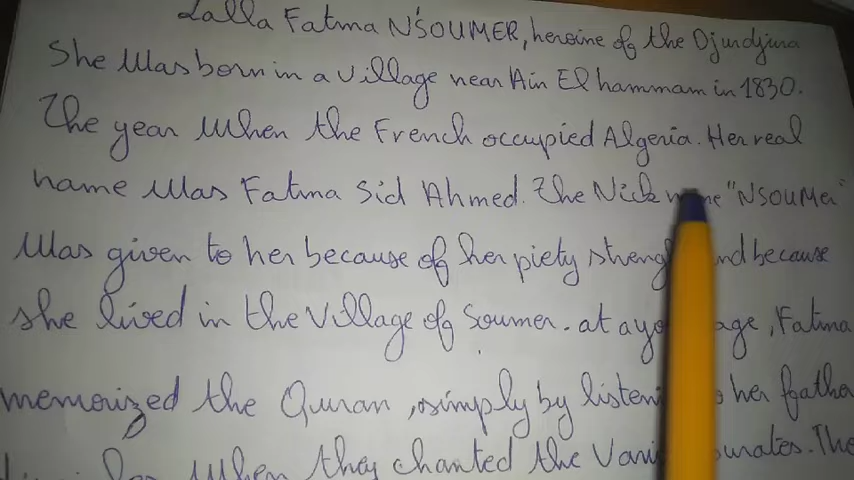 Lalla Fatma N'SOUMER, heroine of the Djurdjura
She Was born in a village near Ain El hammam in 1830.
The year When the French occupied Algeria. Her real
name Was Fatma Sid Ahmed. The Nick "NSOUMer"
Was given to her because of her piety because
she lived in the Village of Soumer. at a age, Fatma
memorized the Quran, simply by her
When they chanted the The